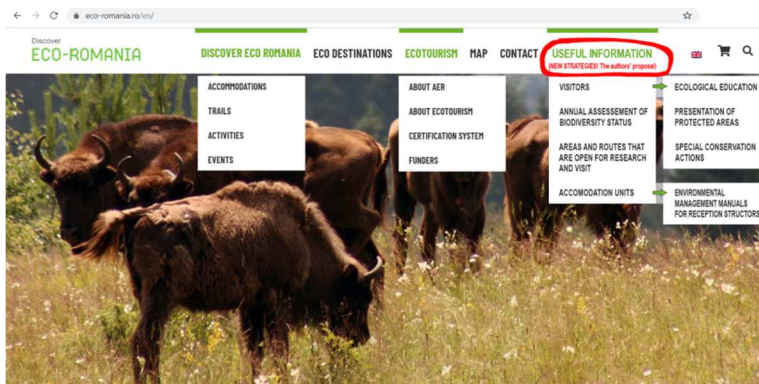 eco-romania.ro/en/
Discover
ECO-ROMANIA
DISCOVER ECO ROMANIA ECO DESTINATIONS ECOTOURISM MAP CONTACT USEFUL INFORMATION
(NEW STRATEGIES! The authors' proposal)
ACCOMMODATIONS
TRAILS
ACTIVITIES
EVENTS
ABOUT AER
ABOUT ECOTOURISM
CERTIFICATION SYSTEM
FUNDERS
VISITORS
ANNUAL ASSESSEMENT OF
BIODIVERSITY STATUS
AREAS AND ROUTES THAT
ARE OPEN FOR RESEARCH
AND VISIT
ACCOMODATION UNITS
ECOLOGICAL EDUCATION
PRESENTATION OF
PROTECTED AREAS
SPECIAL CONSERVATION
ACTIONS
ENVIRONMENTAL
MANAGEMENT MANUALS
FOR RECEPTION STRUCTORS